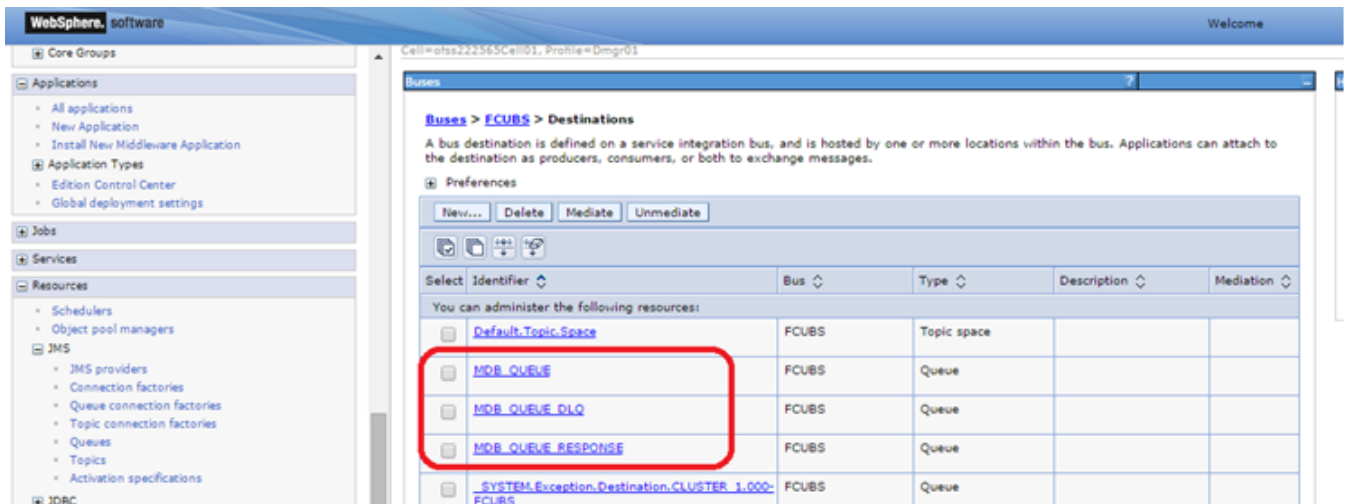 WebSphere. software
Welcome
Core Groups
Cell=ofss222565Cell01, Profile=Dmgr01
Applications
All applications
New Application
Install New Middleware Application
Application Types
Edition Control Center
Global deployment settings
Jobs
Services
Resources
Schedulers
Object pool managers
JMS
JMS providers
Connection factories
Queue connection factories
Topic connection factories
Queues
Topics
Activation specifications
JDBC
Buses
?
Buses > FCUBS > Destinations
A bus destination is defined on a service integration bus, and is hosted by one or more locations within the bus. Applications can attach to
the destination as producers, consumers, or both to exchange messages.
Preferences
New... Delete Mediate Unmediate
Select Identifier Bus Type Description Mediation
You can administer the following resources:
Default.Topic.Space FCUBS Topic space
MDB_QUEUE FCUBS Queue
MDB_QUEUE_DLQ FCUBS Queue
MDB_QUEUE_RESPONSE FCUBS Queue
_SYSTEM.Exception.Destination.CLUSTER_1.000- FCUBS Queue
FCUBS